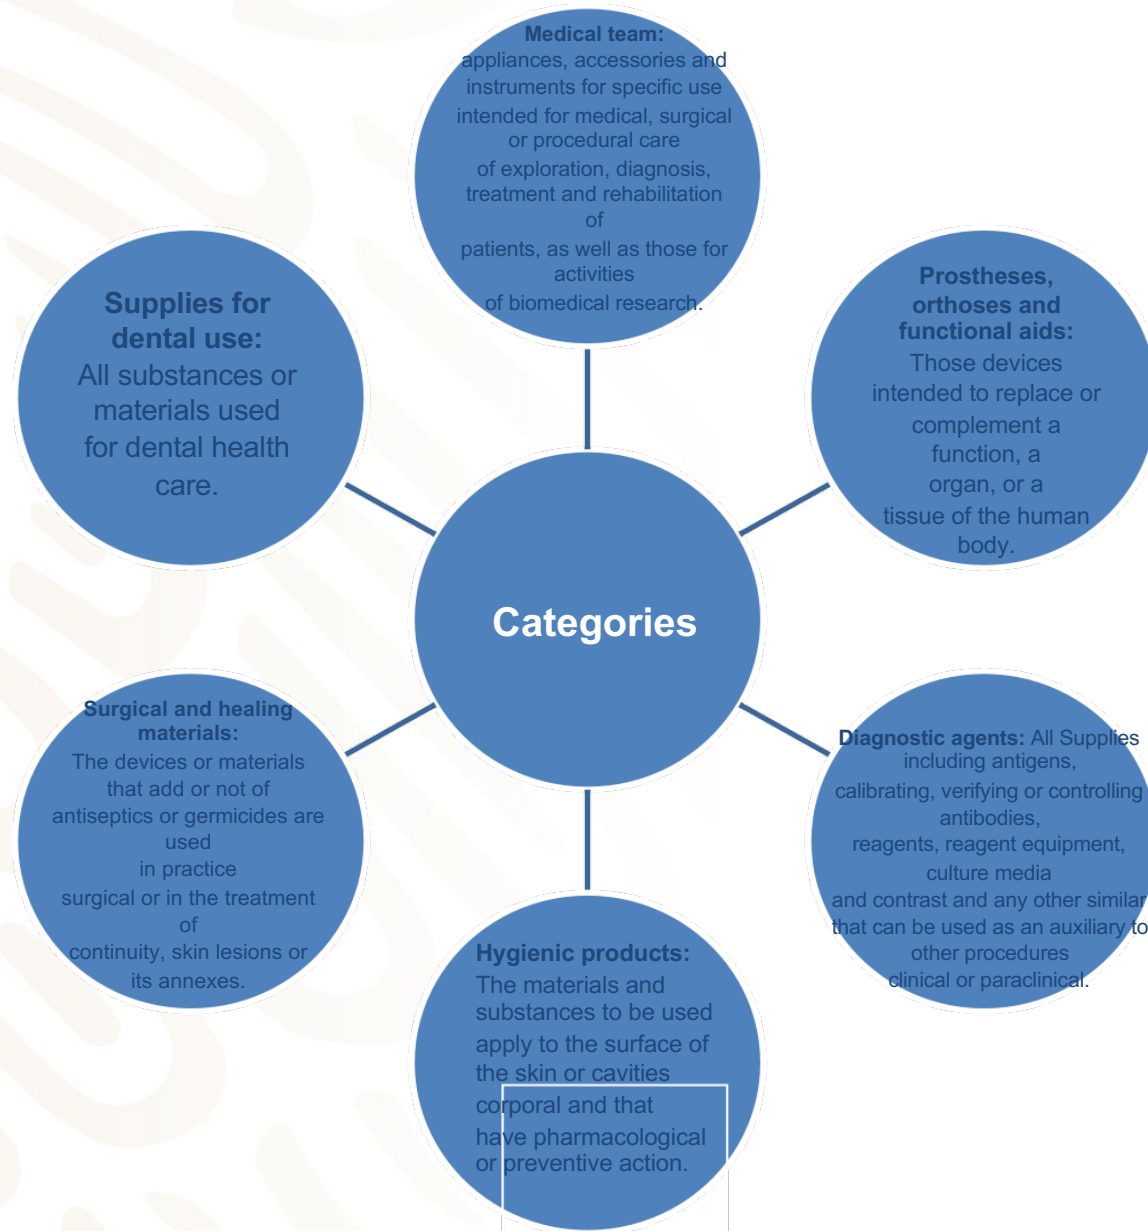 Medical team:
appliances, accessories and
instruments for specific use
intended for medical, surgical
or procedural care
of exploration, diagnosis,
treatment and rehabilitation
of
patients, as well as those for
activities
of biomedical research.
Prostheses,
orthoses and
functional aids:
Those devices
intended to replace or
complement a
function, a
organ, or a
tissue of the human
body.
Diagnostic agents: All Supplies
including antigens,
calibrating, verifying or controlling
antibodies,
reagents, reagent equipment,
culture media
and contrast and any other similar
that can be used as an auxiliary to
other procedures
clinical or paraclinical.
Hygienic products:
The materials and
substances to be used
apply to the surface of
the skin or cavities
corporal and that
have pharmacological
or preventive action.
Surgical and healing
materials:
The devices or materials
that add or not of
antiseptics or germicides are
used
in practice
surgical or in the treatment
of
continuity, skin lesions or
its annexes.
Supplies for
dental use:
All substances or
materials used
for dental health
care.
Categories